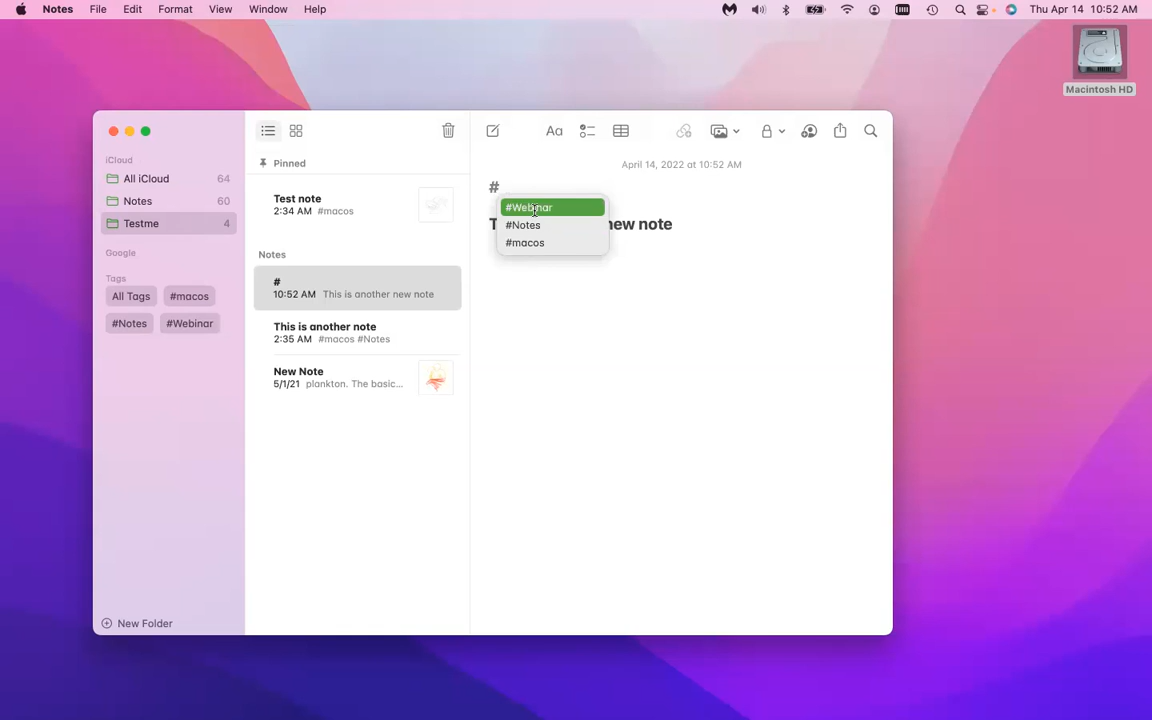 Notes File Edit Format View Window Help Thu Apr 14 10:52 AM
Macintosh HD
iCloud
All iCloud 64
Notes 60
Testme 4
Google
Tags
All Tags #macos
#Notes #Webinar
New Folder
Pinned
Test note
2:34 AM #macos
Notes
#
10:52 AM This is another new note
This is another note
2:35 AM #macos #Notes
New Note
5/1/21 plankton. The basic...
Aa
April 14, 2022 at 10:52 AM
#
#Webinar
#Notes
#macos
T new note